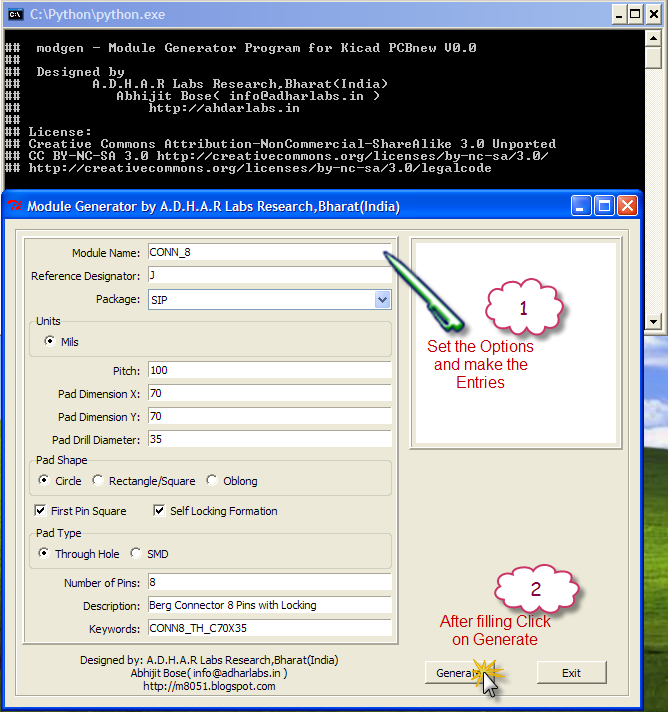 C:\Python\python.exe
##  modgen - Module Generator Program for Kicad PCBnew V0.0
##
##  Designed by
##         A.D.H.A.R Labs Research,Bharat(India)
##            Abhijit Bose( info@adharlabs.in )
##                http://ahdarlabs.in
##
## License:
## Creative Commons Attribution-NonCommercial-ShareAlike 3.0 Unported
## CC BY-NC-SA 3.0 http://creativecommons.org/licenses/by-nc-sa/3.0/
## http://creativecommons.org/licenses/by-nc-sa/3.0/legalcode
Module Generator by A.D.H.A.R Labs Research,Bharat(India)
Module Name: CONN_8
Reference Designator: J
Package: SIP
Units
Mils
Pitch: 100
Pad Dimension X: 70
Pad Dimension Y: 70
Pad Drill Diameter: 35
Pad Shape
Circle Rectangle/Square Oblong
First Pin Square Self Locking Formation
Pad Type
Through Hole SMD
Number of Pins: 8
Description: Berg Connector 8 Pins with Locking
Keywords: CONN8_TH_C70X35
1
Set the Options
and make the
Entries
2
After filling Click
on Generate
Designed by: A.D.H.A.R Labs Research,Bharat(India)
Abhijit Bose( info@adharlabs.in )
http://m8051.blogspot.com
Generate Exit